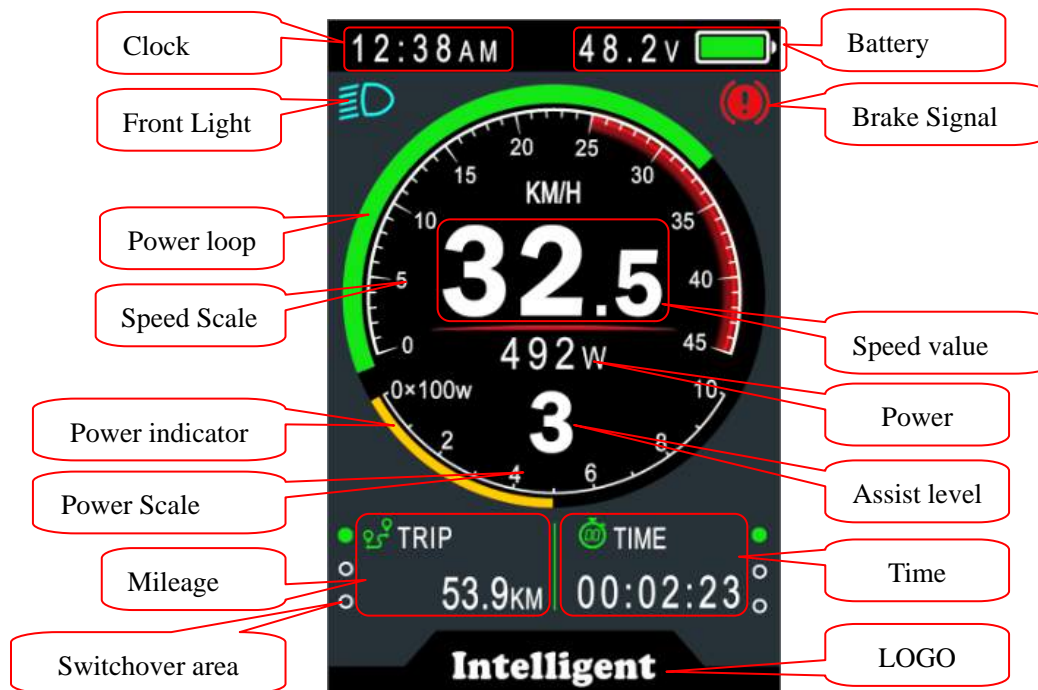 Clock
12:38AM
48.2V
Battery
Front Light
Brake Signal
Power loop
Speed Scale
0
5
10
15
20
25
30
35
40
45
KM/H
32.5
Speed value
492W
Power
0×100w
2
4
6
8
10
3
Power indicator
Power Scale
Assist level
TRIP
53.9KM
00
TIME
00:02:23
Mileage
Time
Switchover area
Intelligent
LOGO